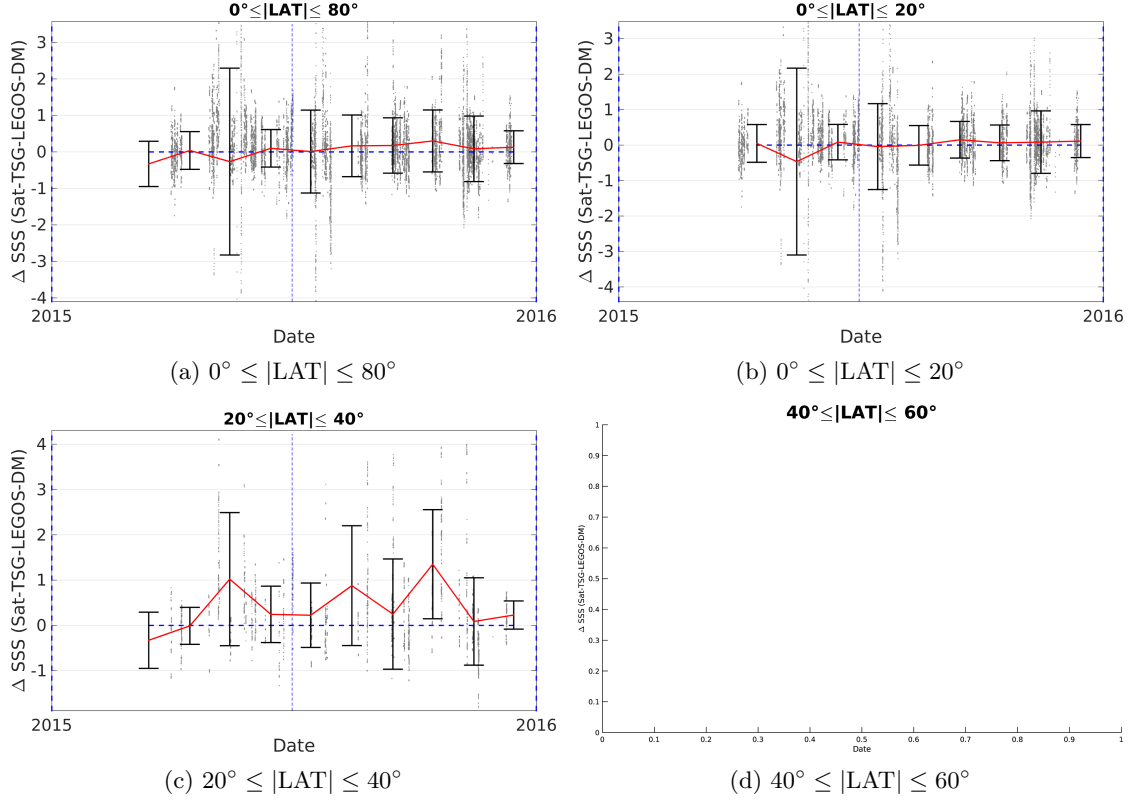 0°≤|LAT|≤ 80°
Δ SSS (Sat-TSG-LEGOS-DM)
3
2
1
0
-1
-2
-3
-4
2015
2016
Date
(a) 0° ≤ |LAT| ≤ 80°
0°≤|LAT|≤ 20°
Δ SSS (Sat-TSG-LEGOS-DM)
3
2
1
0
-1
-2
-3
-4
2015
2016
Date
(b) 0° ≤ |LAT| ≤ 20°
20°≤|LAT|≤ 40°
Δ SSS (Sat-TSG-LEGOS-DM)
4
3
2
1
0
-1
2015
2016
Date
(c) 20° ≤ |LAT| ≤ 40°
40°≤|LAT|≤ 60°
Δ SSS (Sat-TSG-LEGOS-DM)
1
0.9
0.8
0.7
0.6
0.5
0.4
0.3
0.2
0.1
0
0 0.1 0.2 0.3 0.4 0.5 0.6 0.7 0.8 0.9 1
Date
(d) 40° ≤ |LAT| ≤ 60°